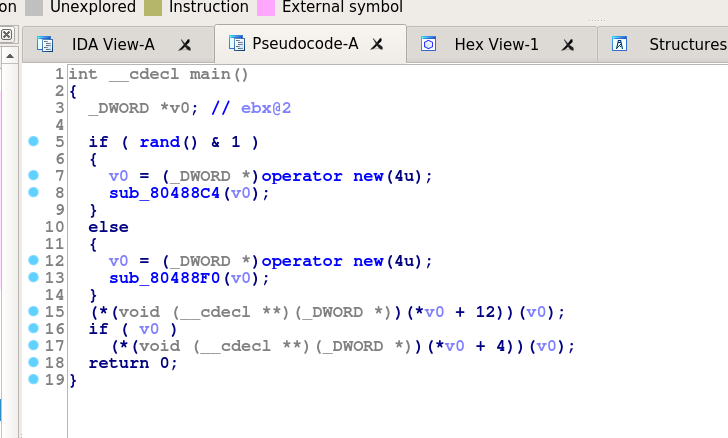 on Unexplored Instruction External symbol
IDA View-A Pseudocode-A Hex View-1 Structures
1 int __cdecl main()
2 {
3   _DWORD *v0; // ebx@2
4
5   if ( rand() & 1 )
6   {
7     v0 = (_DWORD *)operator new(4u);
8     sub_80488C4(v0);
9   }
10   else
11   {
12     v0 = (_DWORD *)operator new(4u);
13     sub_80488F0(v0);
14   }
15   (*(void (__cdecl **)(_DWORD *))(*v0 + 12))(v0);
16   if ( v0 )
17     (*(void (__cdecl **)(_DWORD *))(*v0 + 4))(v0);
18   return 0;
19 }